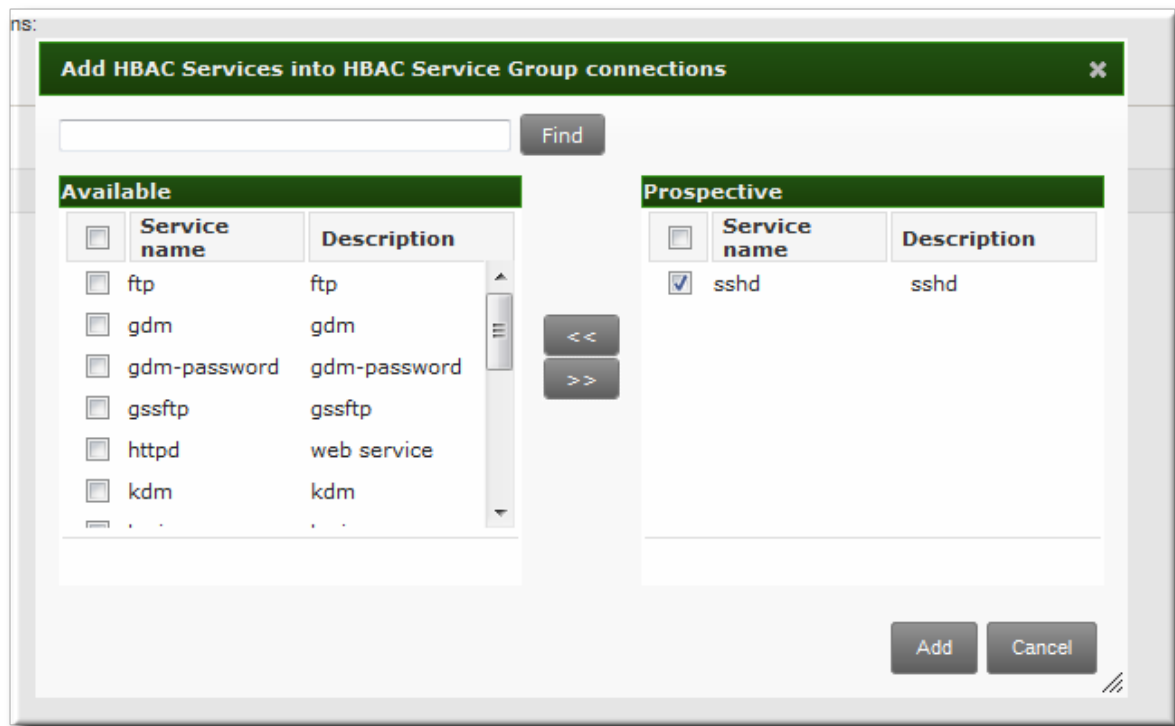 ns:
Add HBAC Services into HBAC Service Group connections
Find
Available
Prospective
Service name Description
Service name Description
ftp ftp
sshd sshd
gdm gdm
gdm-password gdm-password
<<
>>
gssftp gssftp
httpd web service
kdm kdm
Add Cancel